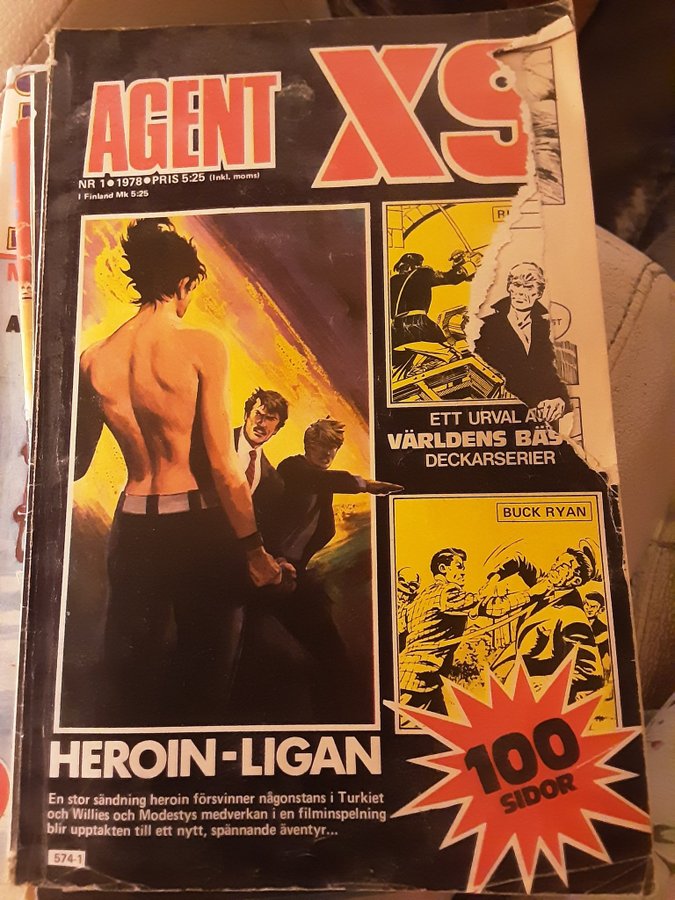 AGENT X9
NR 1●1978●PRIS 5:25 (Inkl. moms)
I Finland Mk 5:25
ETT URVAL A
VÄRLDENS BÄS
DECKARSERIER
BUCK RYAN
100
SIDOR
HEROIN-LIGAN
En stor sändning heroin försvinner någonstans i Turkiet
och Willies och Modestys medverkan i en filminspelning
blir upptakten till ett nytt, spännande äventyr...
574-1